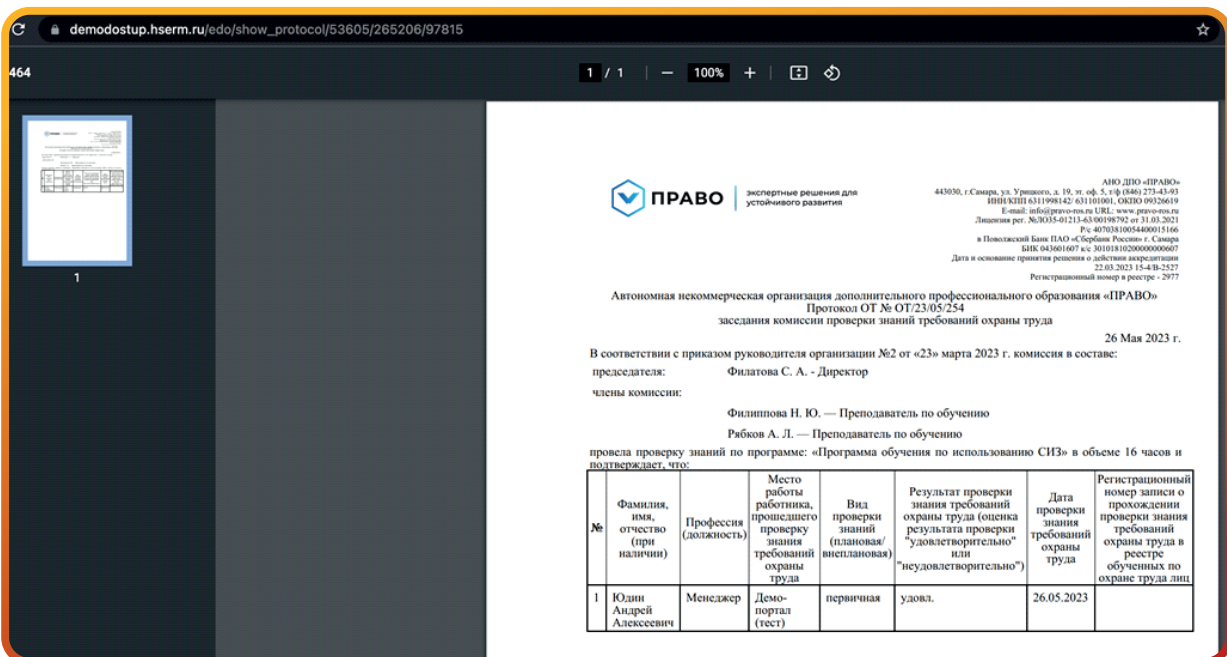 demodostup.hserm.ru/edo/show_protocol/53605/265206/97815
464
1 / 1 | − 100% + |
1
ПРАВО | экспертные решения для
устойчивого развития
АНО ДПО «ПРАВО»
443030, г.Самара, ул. Урицкого, д. 19, эт. оф. 5, т/ф (846) 273-43-93
ИНН/КПП 6311998142/ 631101001, ОКПО 09326619
E-mail: info@pravo-ros.ru URL: www.pravo-ros.ru
Лицензия рег. №ЛО35-01213-63/00198792 от 31.03.2021
Р/с 40703810054400015166
в Поволжский Банк ПАО «Сбербанк России» г. Самара
БИК 043601607 к/с 30101810200000000607
Дата и основание принятия решения о действии аккредитации
22.03.2023 15-4/В-2527
Регистрационный номер в реестре - 2977
Автономная некоммерческая организация дополнительного профессионального образования «ПРАВО»
Протокол ОТ № ОТ/23/05/254
заседания комиссии проверки знаний требований охраны труда
26 Мая 2023 г.
В соответствии с приказом руководителя организации №2 от «23» марта 2023 г. комиссия в составе:
председателя: Филатова С. А. - Директор
члены комиссии:
Филиппова Н. Ю. — Преподаватель по обучению
Рябков А. Л. — Преподаватель по обучению
провела проверку знаний по программе: «Программа обучения по использованию СИЗ» в объеме 16 часов и
подтверждает, что:
№
Фамилия,
имя,
отчество
(при
наличии)
Профессия
(должность)
Место
работы
работника,
прошедшего
проверку
знания
требований
охраны
труда
Вид
проверки
знаний
(плановая/
внеплановая)
Результат проверки
знания требований
охраны труда (оценка
результата проверки
"удовлетворительно"
или
"неудовлетворительно")
Дата
проверки
знания
требований
охраны
труда
Регистрационный
номер записи о
прохождении
проверки знания
требований
охраны труда в
реестре
обученных по
охране труда лиц
1
Юдин
Андрей
Алексеевич
Менеджер
Демо-
портал
(тест)
первичная
удовл.
26.05.2023